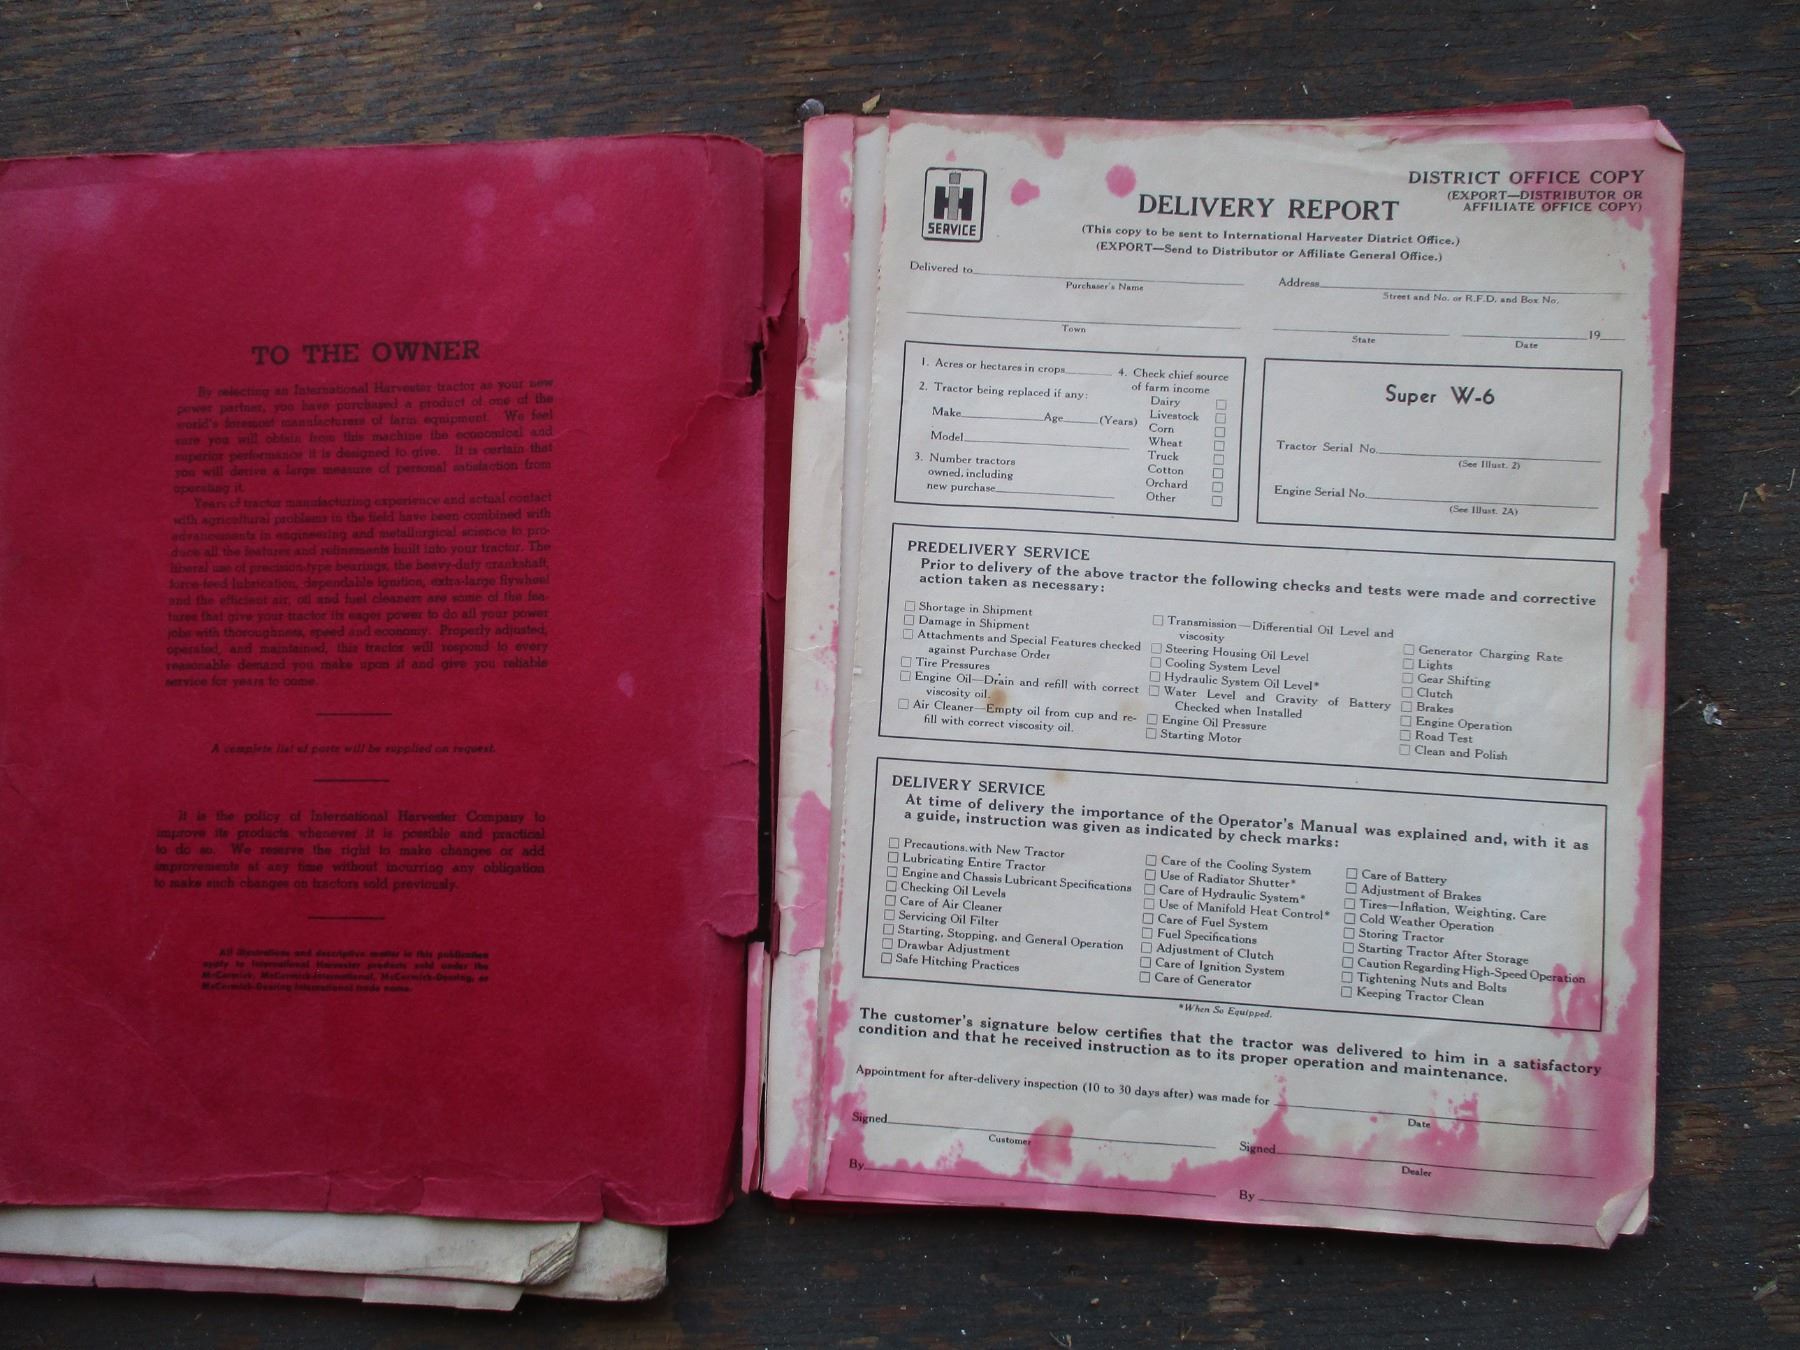 TO THE OWNER
By selecting an International Harvester tractor as your new
power partner, you have purchased a product of one of the
world's foremost manufacturers of farm equipment. We feel
sure you will obtain from this machine the economical and
superior performance it is designed to give. It is certain that
you will derive a large measure of personal satisfaction from
operating it.
Years of tractor manufacturing experience and actual contact
with agricultural problems in the field have been combined with
advancements in engineering and metallurgical science to pro-
duce all the features and refinements built into your tractor. The
liberal use of precision-type bearings, the heavy-duty crankshaft,
force-feed lubrication, dependable ignition, extra-large flywheel
and the efficient air, oil and fuel cleaners are some of the fea-
tures that give your tractor its eager power to do all your power
jobs with thoroughness, speed and economy. Properly adjusted,
operated, and maintained, this tractor will respond to every
reasonable demand you make upon it and give you reliable
service for years to come.
A complete list of parts will be supplied on request.
It is the policy of International Harvester Company to
improve its products whenever it is possible and practical
to do so. We reserve the right to make changes or add
improvements at any time without incurring any obligation
to make such changes on tractors sold previously.
All illustrations and descriptive matter in this publication
apply to International Harvester products sold under the
McCormick, McCormick-International, McCormick-Deering, or
McCormick-Deering International trade name.
IH
SERVICE
DISTRICT OFFICE COPY
(EXPORT—DISTRIBUTOR OR
AFFILIATE OFFICE COPY)
DELIVERY REPORT
(This copy to be sent to International Harvester District Office.)
(EXPORT—Send to Distributor or Affiliate General Office.)
Delivered to Address
Purchaser's Name Street and No. or R.F.D. and Box No.
19
Town State Date
1. Acres or hectares in crops
2. Tractor being replaced if any:
Make Age (Years)
Model
3. Number tractors
owned, including
new purchase
4. Check chief source
of farm income
Dairy
Livestock
Corn
Wheat
Truck
Cotton
Orchard
Other
Super W-6
Tractor Serial No.
(See Illust. 2)
Engine Serial No.
(See Illust. 2A)
PREDELIVERY SERVICE
Prior to delivery of the above tractor the following checks and tests were made and corrective
action taken as necessary:
Shortage in Shipment
Damage in Shipment
Attachments and Special Features checked
against Purchase Order
Tire Pressures
Engine Oil—Drain and refill with correct
viscosity oil.
Air Cleaner—Empty oil from cup and re-
fill with correct viscosity oil.
Transmission—Differential Oil Level and
viscosity
Steering Housing Oil Level
Cooling System Level
Hydraulic System Oil Level*
Water Level and Gravity of Battery
Checked when Installed
Engine Oil Pressure
Starting Motor
Generator Charging Rate
Lights
Gear Shifting
Clutch
Brakes
Engine Operation
Road Test
Clean and Polish
DELIVERY SERVICE
At time of delivery the importance of the Operator's Manual was explained and, with it as
a guide, instruction was given as indicated by check marks:
Precautions with New Tractor
Lubricating Entire Tractor
Engine and Chassis Lubricant Specifications
Checking Oil Levels
Care of Air Cleaner
Servicing Oil Filter
Starting, Stopping, and General Operation
Drawbar Adjustment
Safe Hitching Practices
Care of the Cooling System
Use of Radiator Shutter*
Care of Hydraulic System*
Use of Manifold Heat Control*
Care of Fuel System
Fuel Specifications
Adjustment of Clutch
Care of Ignition System
Care of Generator
Care of Battery
Adjustment of Brakes
Tires—Inflation, Weighting, Care
Cold Weather Operation
Storing Tractor
Starting Tractor After Storage
Caution Regarding High-Speed Operation
Tightening Nuts and Bolts
Keeping Tractor Clean
*When So Equipped.
The customer's signature below certifies that the tractor was delivered to him in a satisfactory
condition and that he received instruction as to its proper operation and maintenance.
Appointment for after-delivery inspection (10 to 30 days after) was made for
Date
Signed Signed
Customer Dealer
By By